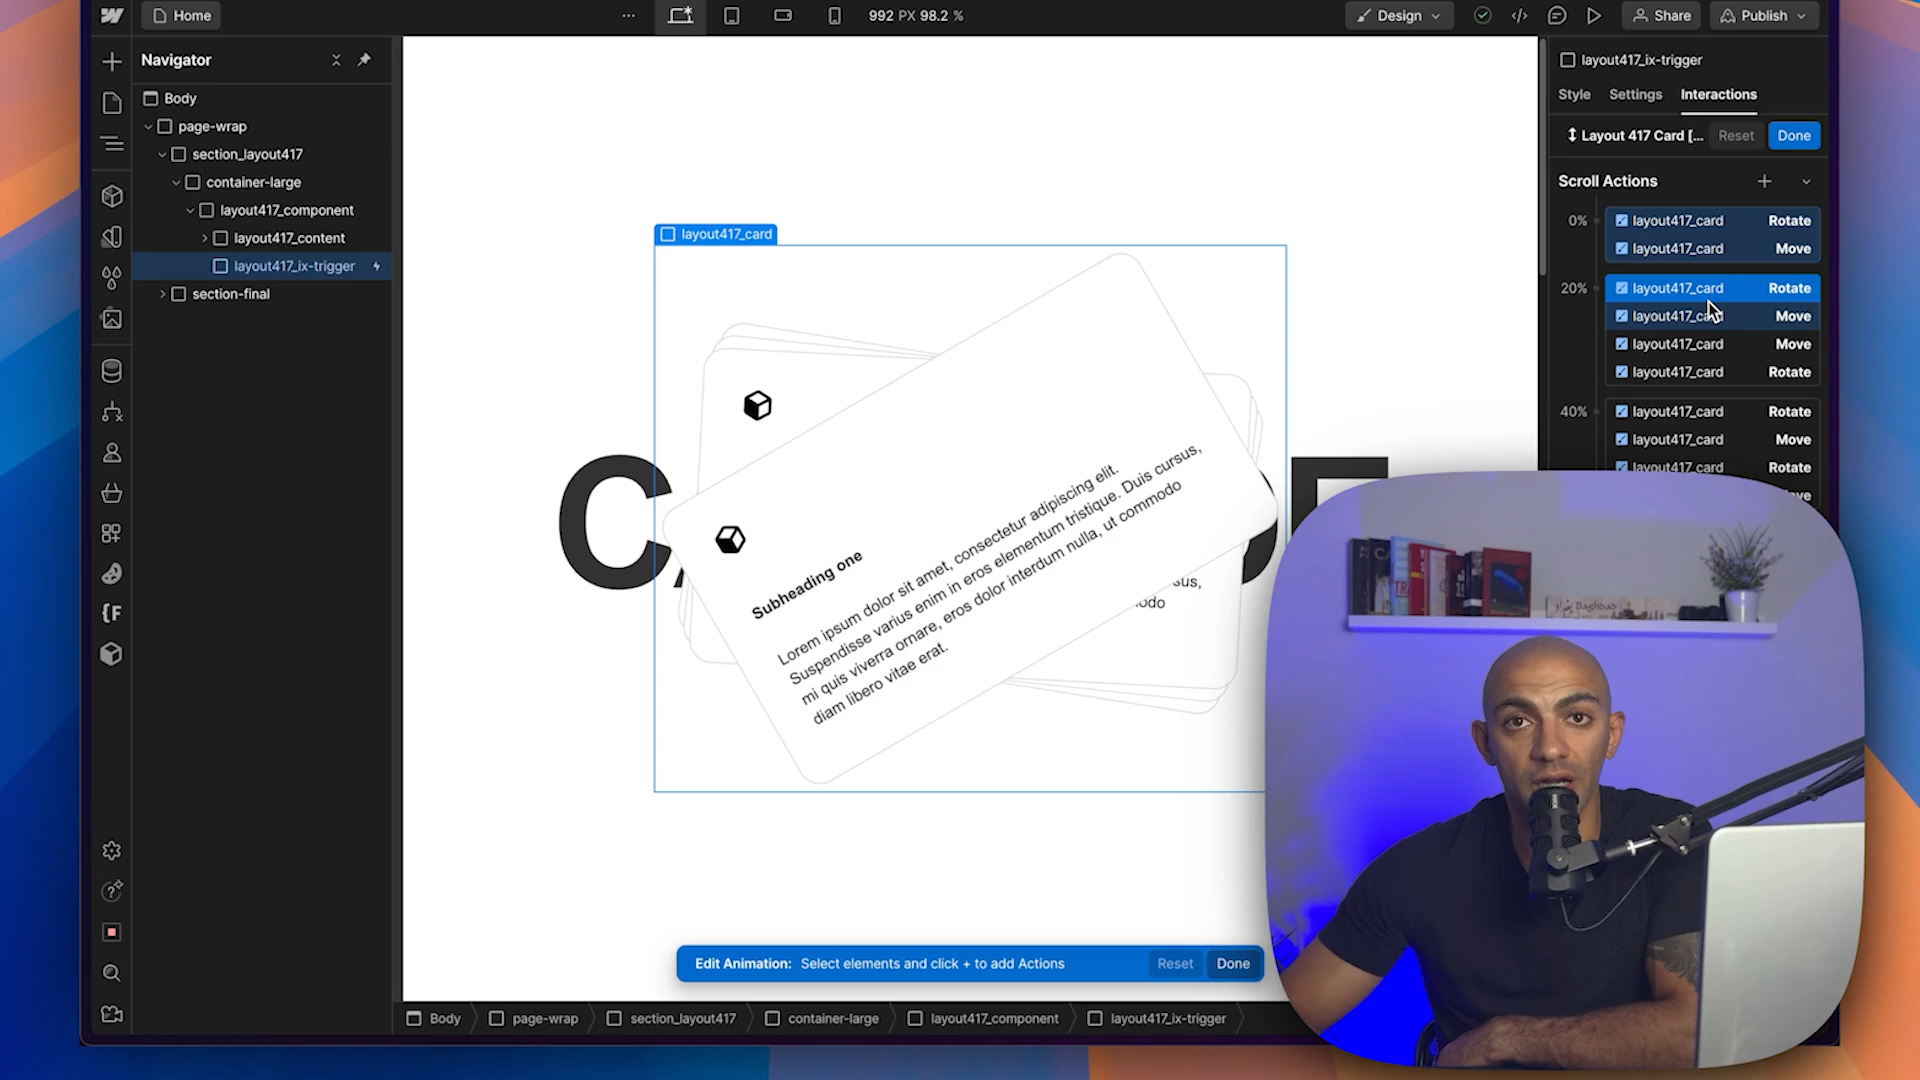 Home
992 PX 98.2 %
Design
Share
Publish
Navigator
Body
page-wrap
section_layout417
container-large
layout417_component
layout417_content
layout417_ix-trigger
section-final
layout417_card
CA
Subheading one
Lorem ipsum dolor sit amet, consectetur adipiscing elit.
Suspendisse varius enim in eros elementum tristique. Duis cursus,
mi quis viverra ornare, eros dolor interdum nulla, ut commodo
diam libero vitae erat.
sus,
odo
layout417_ix-trigger
Style Settings Interactions
Layout 417 Card [... Reset Done
Scroll Actions
0% layout417_card Rotate
layout417_card Move
20% layout417_card Rotate
layout417_card Move
layout417_card Move
layout417_card Rotate
40% layout417_card Rotate
layout417_card Move
layout417_card Rotate
ove
Edit Animation: Select elements and click + to add Actions Reset Done
Body page-wrap section_layout417 container-large layout417_component layout417_ix-trigger